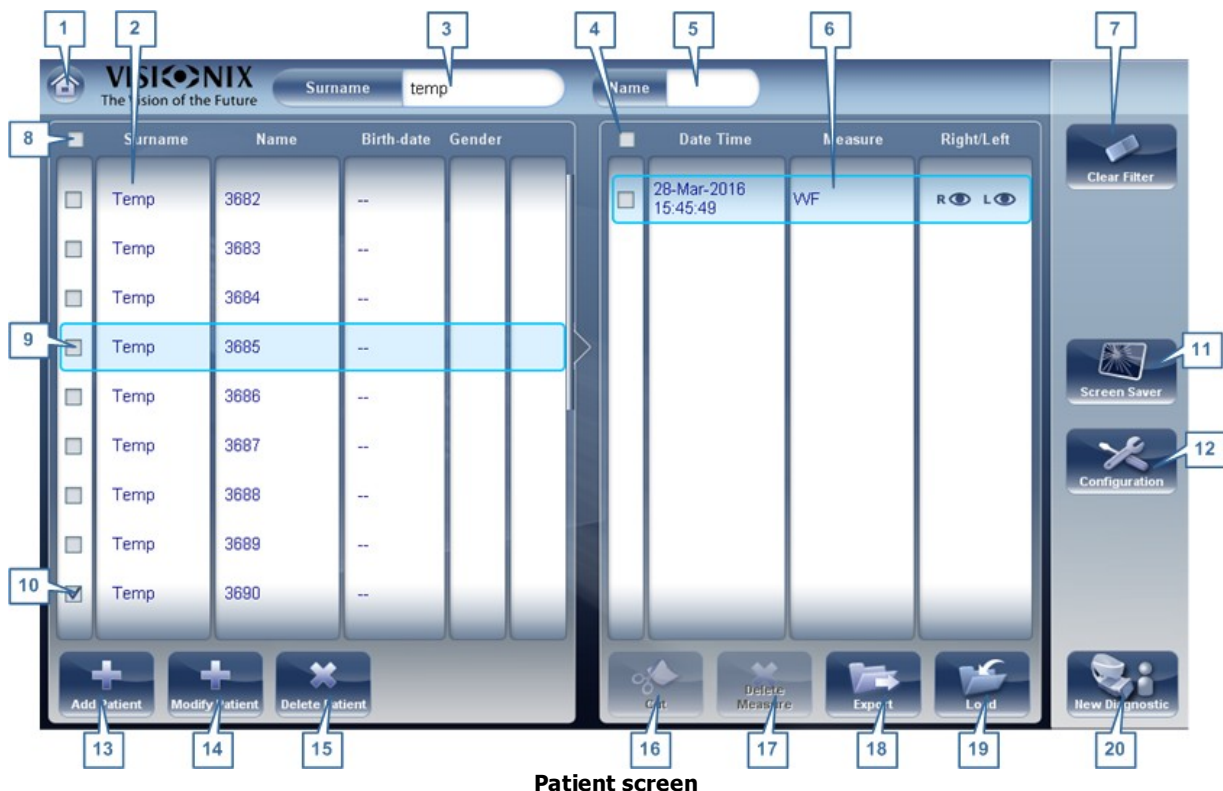 1 2 3 4 5 6 7
VISIONIX
The Vision of the Future
Surname temp Name
8 Surname Name Birth-date Gender Date Time Measure Right/Left
Clear Filter
Temp 3682 -- 28-Mar-2016 15:45:49 WF R L
Temp 3683 --
Temp 3684 --
9 Temp 3685 -- 11
Screen Saver
Temp 3686 --
Temp 3687 -- 12
Configuration
Temp 3688 --
Temp 3689 --
10 Temp 3690 --
Add Patient Modify Patient Delete Patient Cut Delete Measure Export Load New Diagnostic
13 14 15 16 17 18 19 20
Patient screen